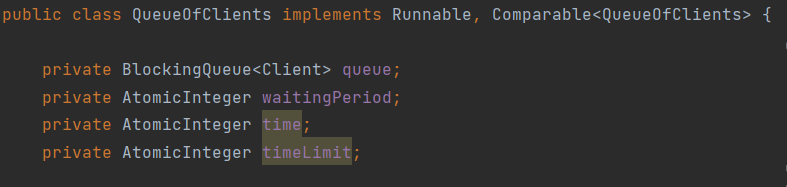 public class QueueOfClients implements Runnable, Comparable<QueueOfClients> {
private BlockingQueue<Client> queue;
private AtomicInteger waitingPeriod;
private AtomicInteger time;
private AtomicInteger timeLimit;